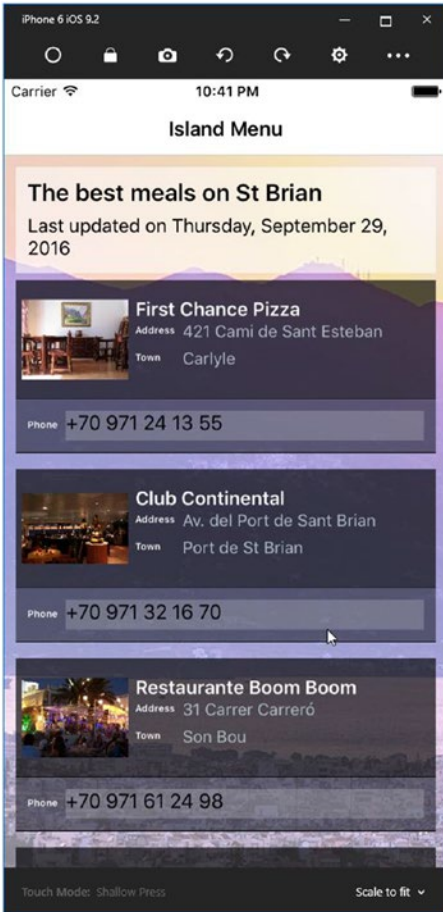 iPhone 6 iOS 9.2
Carrier
10:41 PM
Island Menu
The best meals on St Brian
Last updated on Thursday, September 29,
2016
First Chance Pizza
Address 421 Cami de Sant Esteban
Town Carlyle
Phone +70 971 24 13 55
Club Continental
Address Av. del Port de Sant Brian
Town Port de St Brian
Phone +70 971 32 16 70
Restaurante Boom Boom
Address 31 Carrer Carreró
Town Son Bou
Phone +70 971 61 24 98
Touch Mode: Shallow Press
Scale to fit